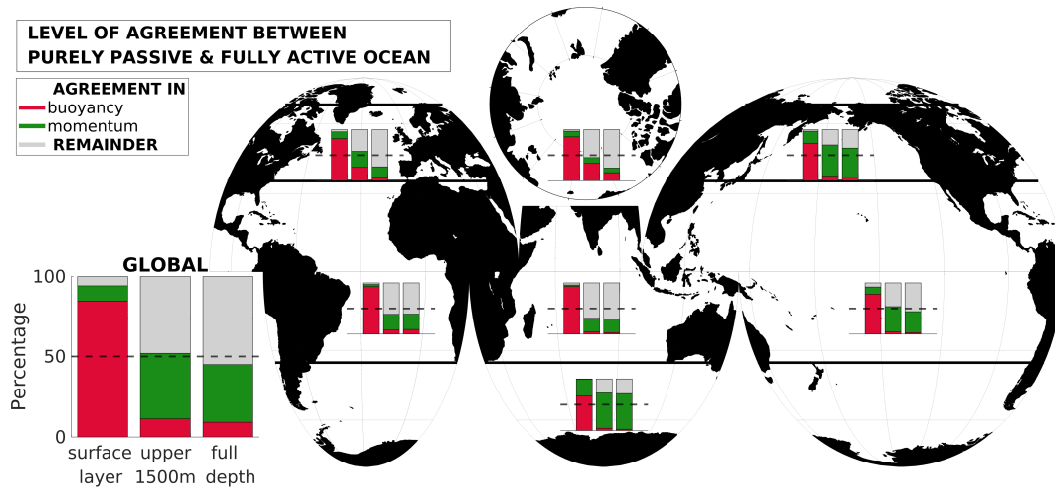 LEVEL OF AGREEMENT BETWEEN
PURELY PASSIVE & FULLY ACTIVE OCEAN
AGREEMENT IN
buoyancy
momentum
REMAINDER
GLOBAL
100
50
0
Percentage
surface layer
upper 1500m
full depth